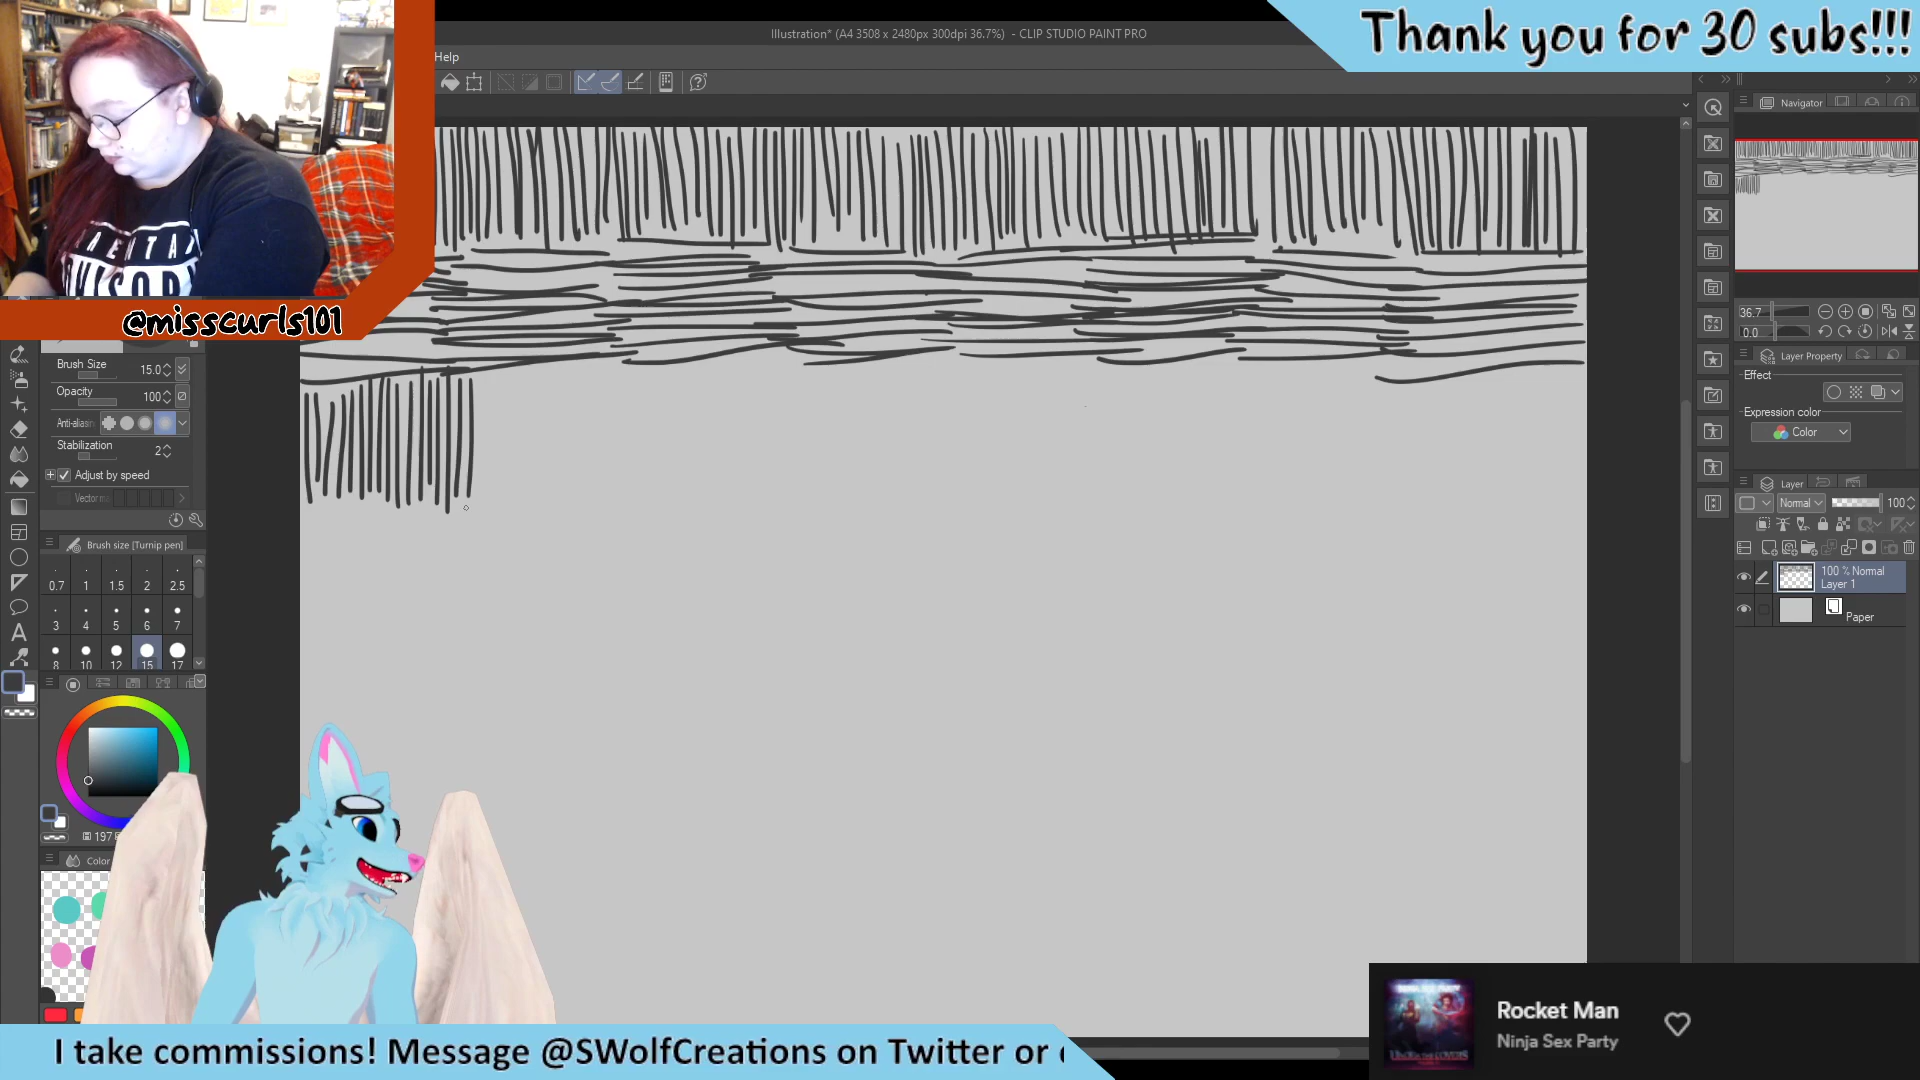 Illustration* (A4 3508 x 2480px 300dpi 36.7%) - CLIP STUDIO PAINT PRO
Thank you for 30 subs!!!
Help
Navigator
@misscurls101
36.7
0.0
Layer Property
Effect
Expression color
Color
Brush Size 15.0
Opacity 100
Stabilization 2
Adjust by speed
Brush size [Turnip pen]
0.7 1 1.5 2 2.5
3 4 5 6 7
8 10 12 15 17
Layer
Normal 100
100 % Normal
Layer 1
Paper
197
Color
Rocket Man
Ninja Sex Party
I take commissions! Message @SWolfCreations on Twitter or